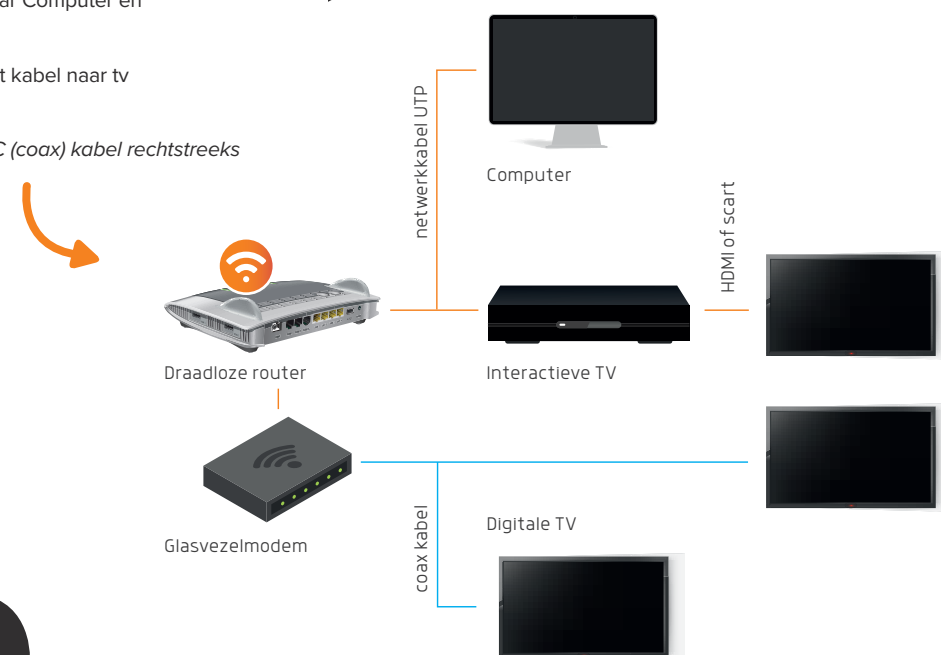 ar Computer en
t kabel naar tv
C (coax) kabel rechtstreeks
netwerkkabel UTP
Computer
HDMI of scart
Draadloze router
Interactieve TV
Glasvezelmodem
coax kabel
Digitale TV